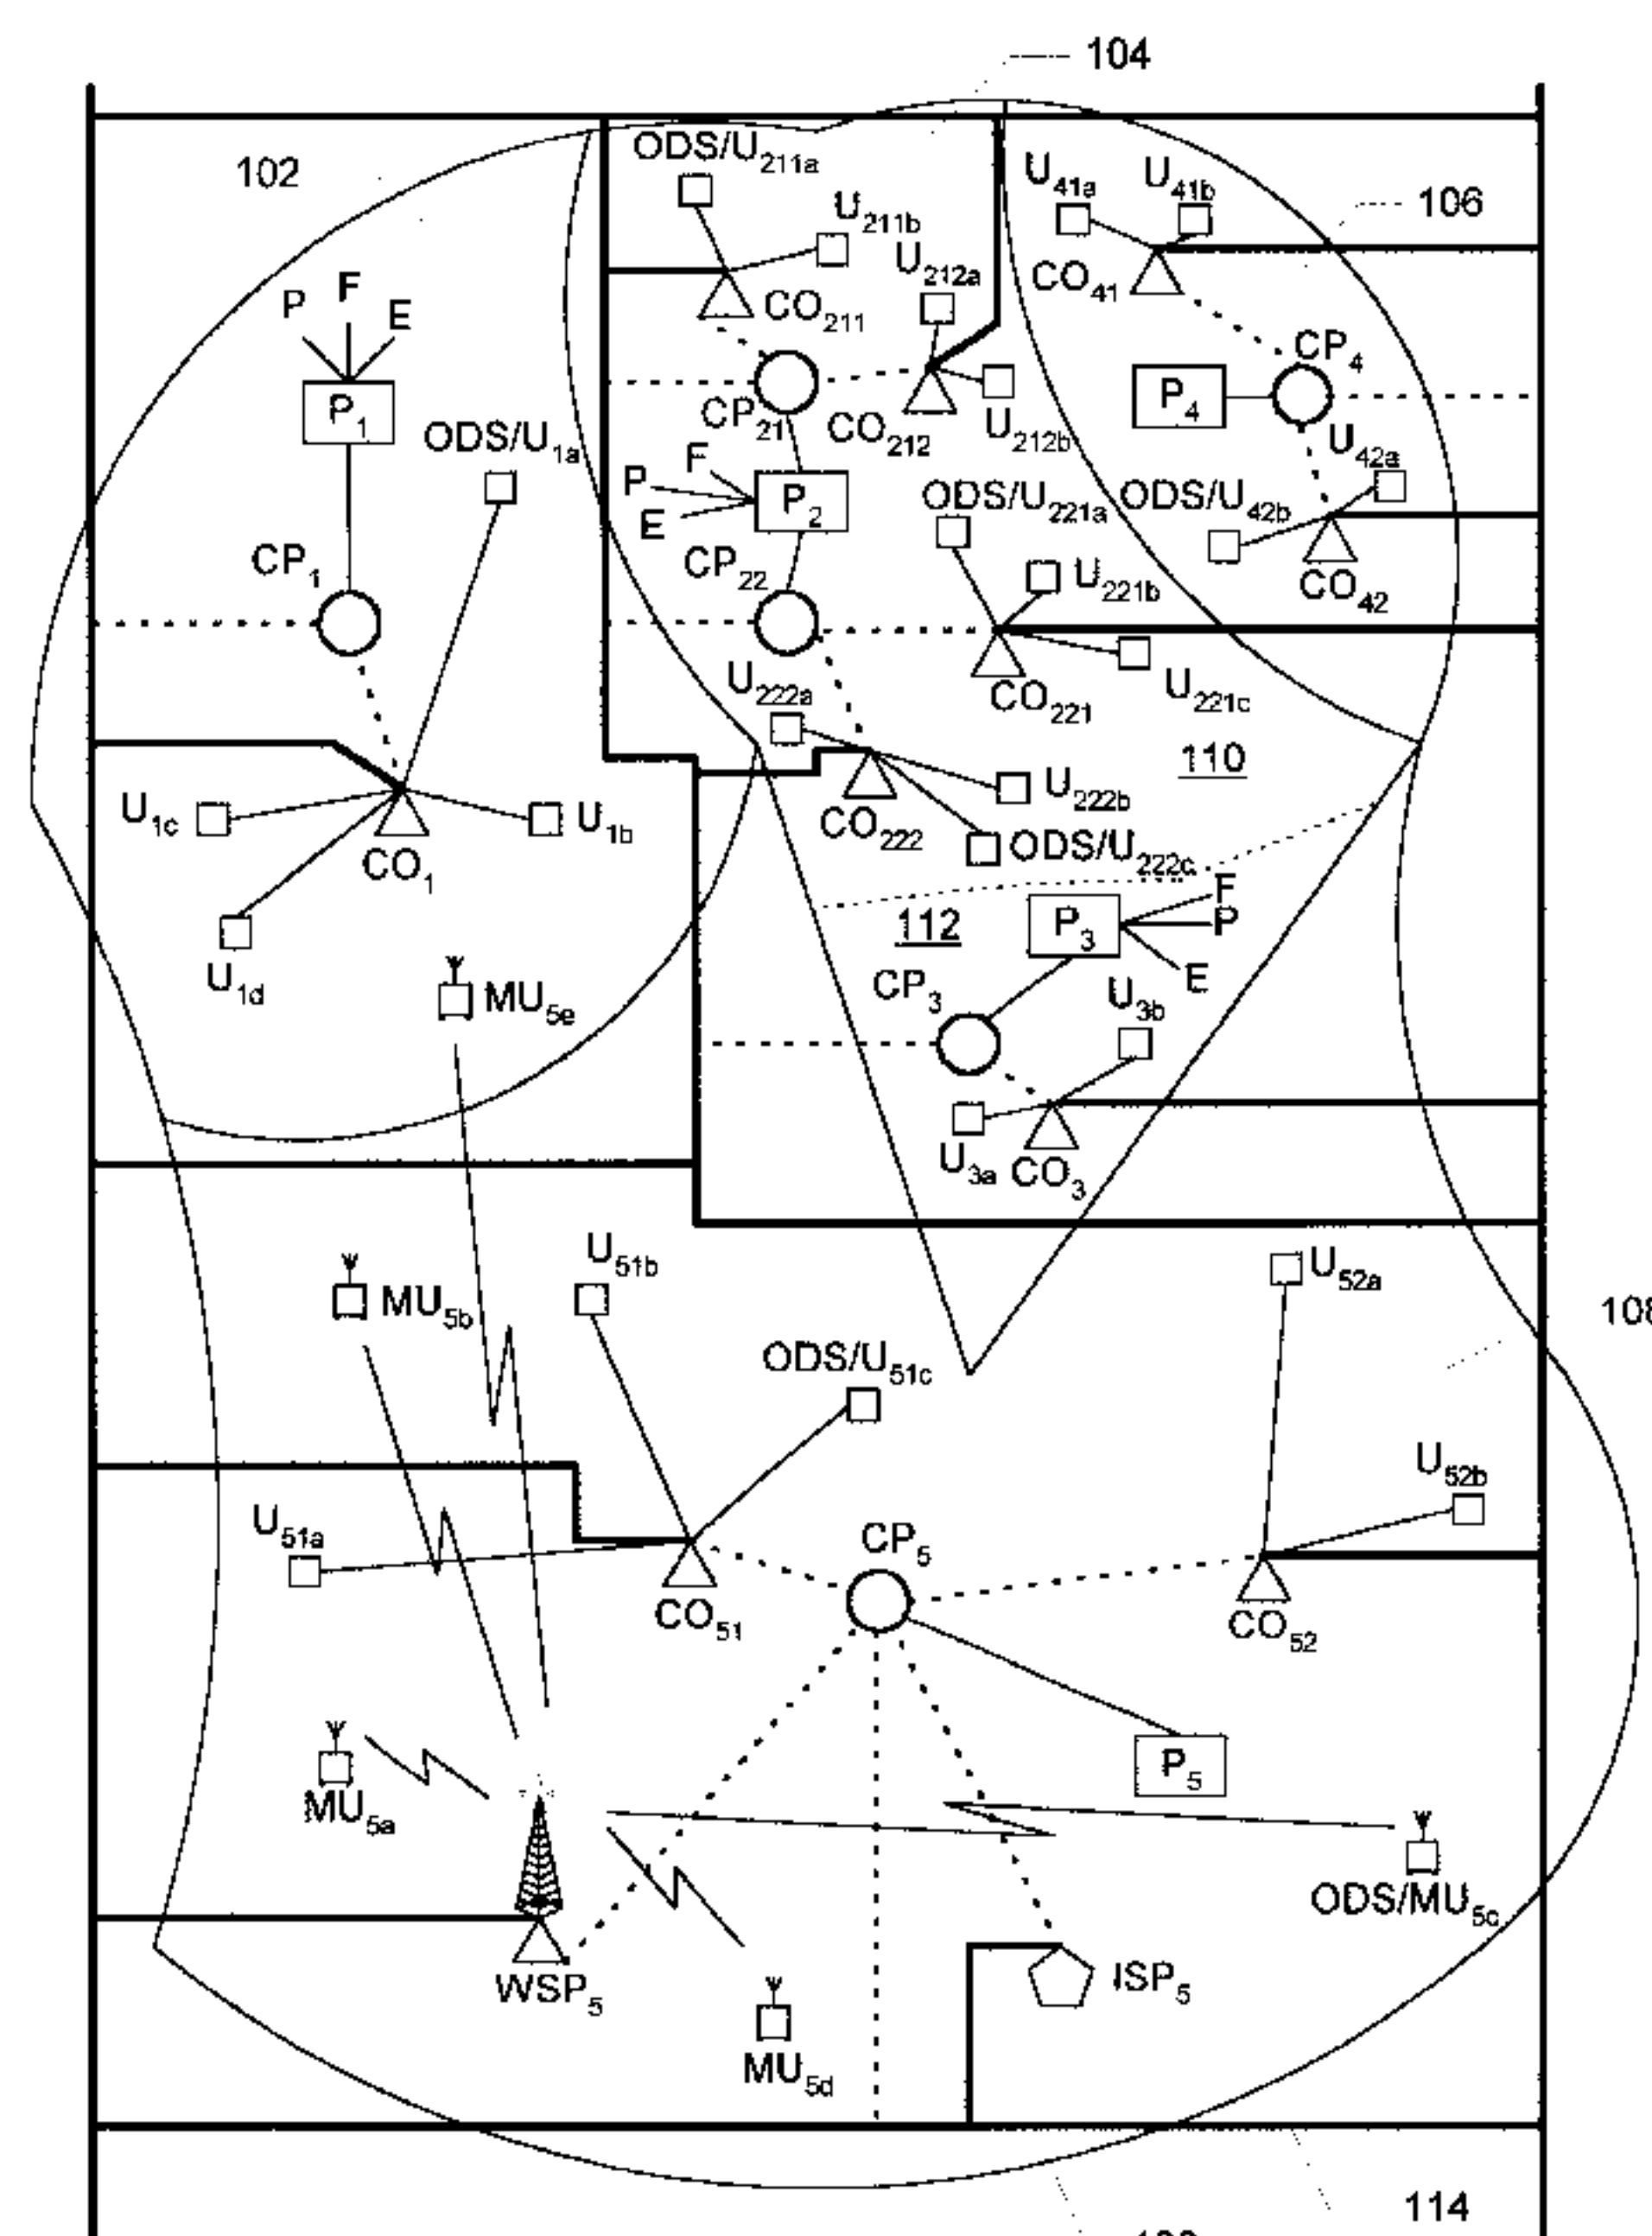 104
ODS/U211a
102
U41a
U41b
U211b
106
U212a
CO41
CO211
P
F
E
CP4
P1
CP21
P4
CO212
U212b
U42a
ODS/U1a
F
P
E
P2
ODS/U221a
ODS/U42b
CP1
CP22
U221b
CO42
U222a
CO221
U221c
110
U222b
U1c
U1b
CO222
ODS/U222c
CO1
F
P3
P
112
U1d
E
CP3
MU5e
U3b
U3a
CO3
U51b
U52a
MU5b
ODS/U51c
U52b
U51a
CP5
CO51
CO52
P5
MU5a
ODS/MU5c
WSP5
ISP5
MU5d
114